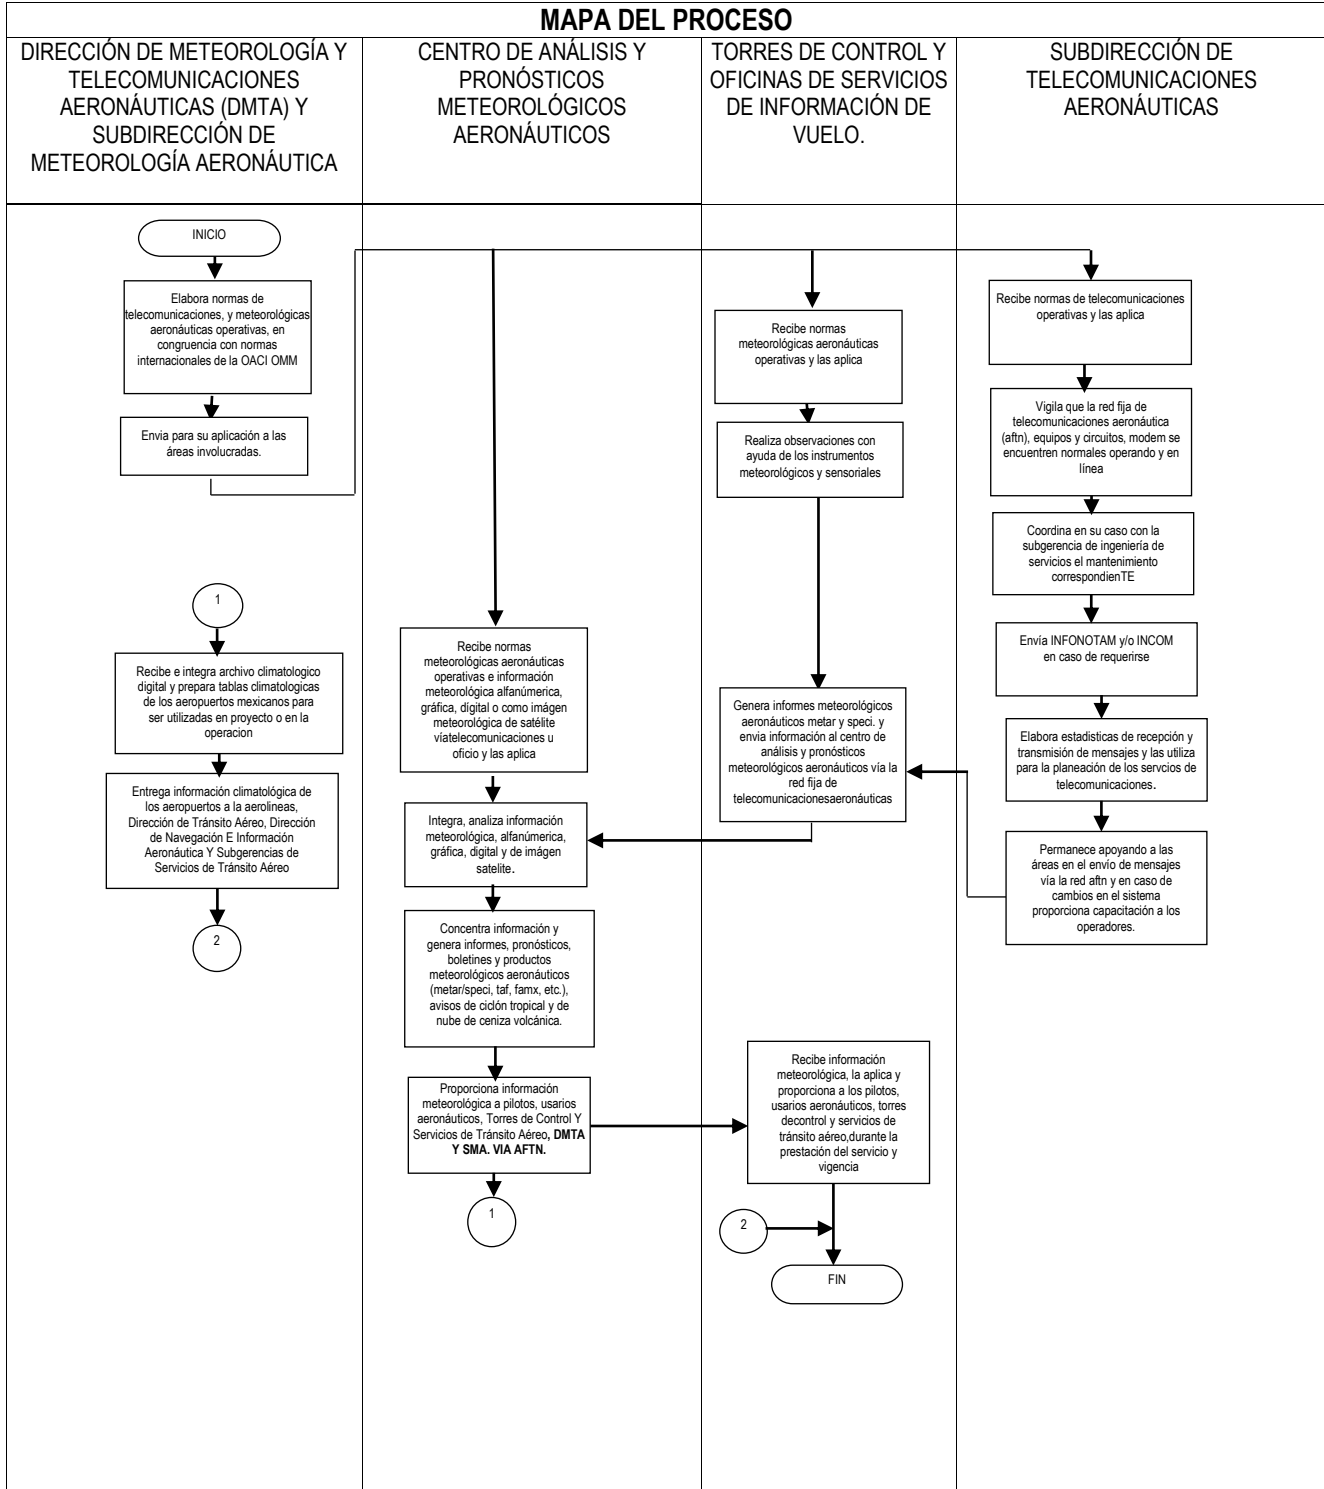 MAPA DEL PROCESO
DIRECCIÓN DE METEOROLOGÍA Y
TELECOMUNICACIONES
AERONÁUTICAS (DMTA) Y
SUBDIRECCIÓN DE
METEOROLOGÍA AERONÁUTICA
CENTRO DE ANÁLISIS Y
PRONÓSTICOS
METEOROLÓGICOS
AERONÁUTICOS
TORRES DE CONTROL Y
OFICINAS DE SERVICIOS
DE INFORMACIÓN DE
VUELO.
SUBDIRECCIÓN DE
TELECOMUNICACIONES
AERONÁUTICAS
INICIO
Elabora normas de
telecomunicaciones, y meteorológicas
aeronáuticas operativas, en
congruencia con normas
internacionales de la OACI OMM
Envia para su aplicación a las
áreas involucradas.
1
Recibe e integra archivo climatologico
digital y prepara tablas climatologicas
de los aeropuertos mexicanos para
ser utilizadas en proyecto o en la
operacion
Entrega información climatológica de
los aeropuertos a la aerolineas,
Dirección de Tránsito Aéreo, Dirección
de Navegación E Información
Aeronáutica Y Subgerencias de
Servicios de Tránsito Aéreo
2
Recibe normas
meteorológicas aeronáuticas
operativas e información
meteorológica alfanúmerica,
gráfica, digital o como imágen
meteorológica de satélite
víatelecomunicaciones u
oficio y las aplica
Integra, analiza información
meteorológica, alfanúmerica,
gráfica, digital y de imágen
satelite.
Concentra información y
genera informes, pronósticos,
boletines y productos
meteorológicos aeronáuticos
(metar/speci, taf, famx, etc.),
avisos de ciclón tropical y de
nube de ceniza volcánica.
Proporciona información
meteorológica a pilotos, usarios
aeronáuticos, Torres de Control Y
Servicios de Tránsito Aéreo, DMTA
Y SMA. VIA AFTN.
1
Recibe normas
meteorológicas aeronáuticas
operativas y las aplica
Realiza observaciones con
ayuda de los instrumentos
meteorológicos y sensoriales
Genera informes meteorológicos
aeronáuticos metar y speci. y
envia información al centro de
análisis y pronósticos
meteorológicos aeronáuticos vía la
red fija de
telecomunicacionesaeronáuticas
Recibe información
meteorológica, la aplica y
proporciona a los pilotos,
usuarios aeronáuticos, torres
decontrol y servicios de
tránsito aéreo,durante la
prestación del servicio y
vigencia
2
FIN
Recibe normas de telecomunicaciones
operativas y las aplica
Vigila que la red fija de
telecomunicaciones aeronáutica
(aftn), equipos y circuitos, modem se
encuentren normales operando y en
línea
Coordina en su caso con la
subgerencia de ingeniería de
servicios el mantenimiento
correspondienTE
Envía INFONOTAM y/o INCOM
en caso de requerirse
Elabora estadisticas de recepción y
transmisión de mensajes y las utiliza
para la planeación de los servcios de
telecomunicaciones.
Permanece apoyando a las
áreas en el envío de mensajes
vía la red aftn y en caso de
cambios en el sistema
proporciona capacitación a los
operadores.